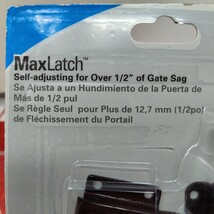 MaxLatch™
Self-adjusting for Over 1/2" of Gate Sag
Se Ajusta a un Hundimiento de la Puerta de
Más de 1/2 pul
Se Règle Seul pour Plus de 12,7 mm (1/2po)
de Fléchissement du Portail